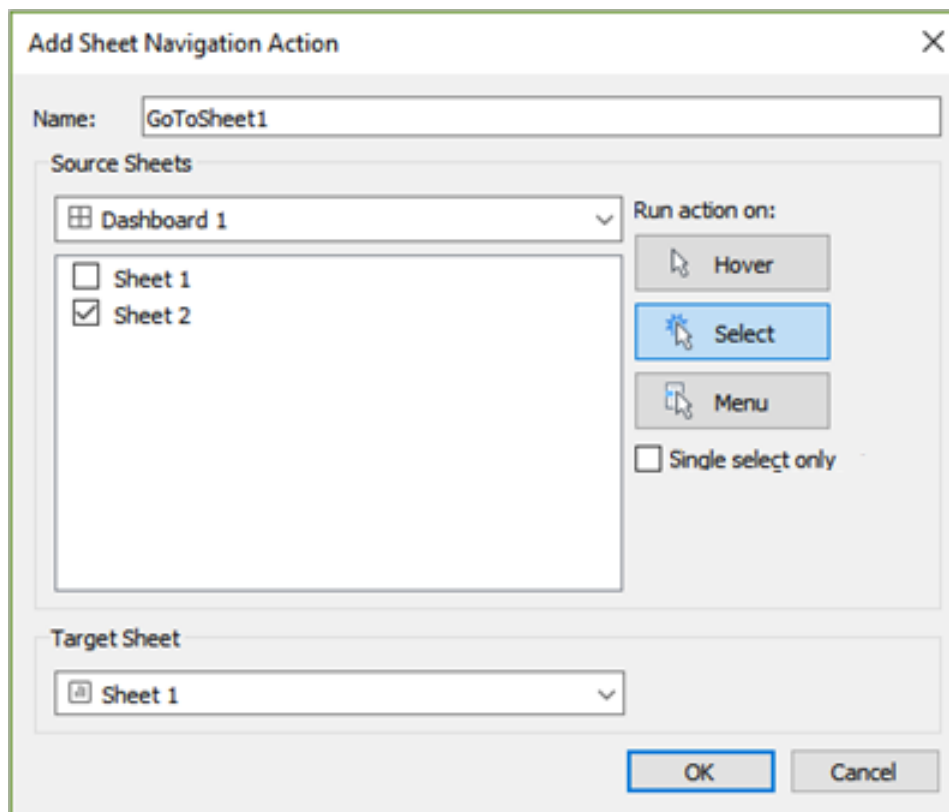 Add Sheet Navigation Action
Name: GoToSheet1
Source Sheets
Dashboard 1
Run action on:
Sheet 1
Sheet 2
Hover
Select
Menu
Single select only
Target Sheet
Sheet 1
OK Cancel